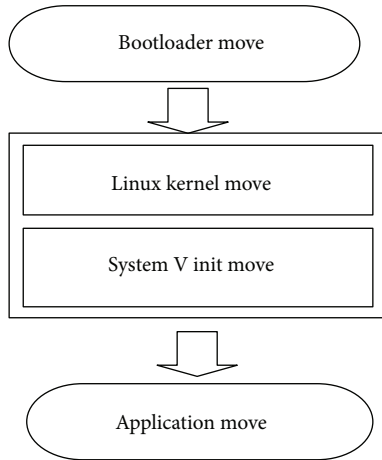 Bootloader move
Linux kernel move
System V init move
Application move